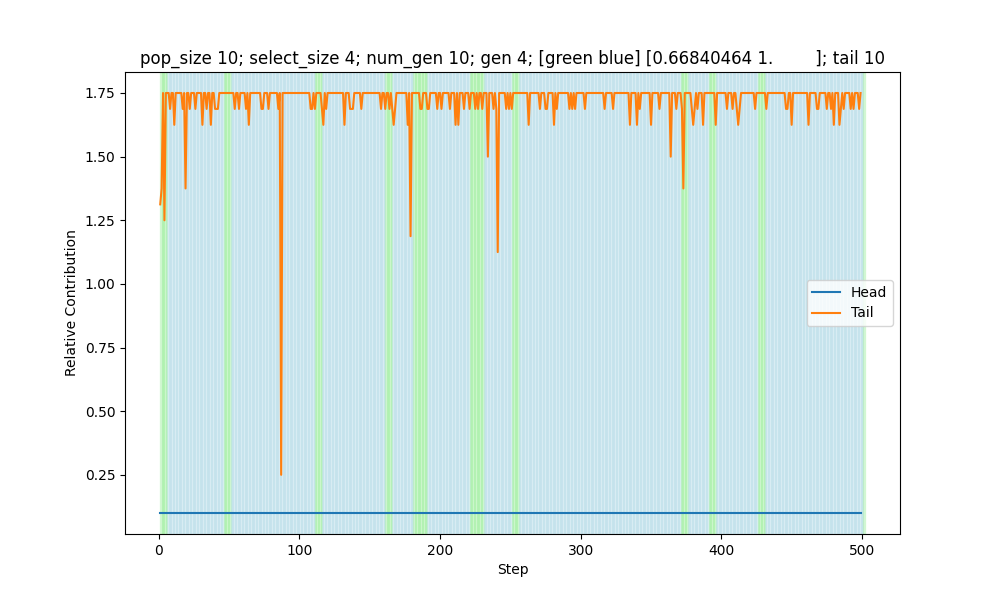 pop_size 10; select_size 4; num_gen 10; gen 4; [green blue] [0.66840464 1.        ]; tail 10
1.75
1.50
1.25
1.00
0.75
0.50
0.25
Relative Contribution
Head
Tail
0 100 200 300 400 500
Step